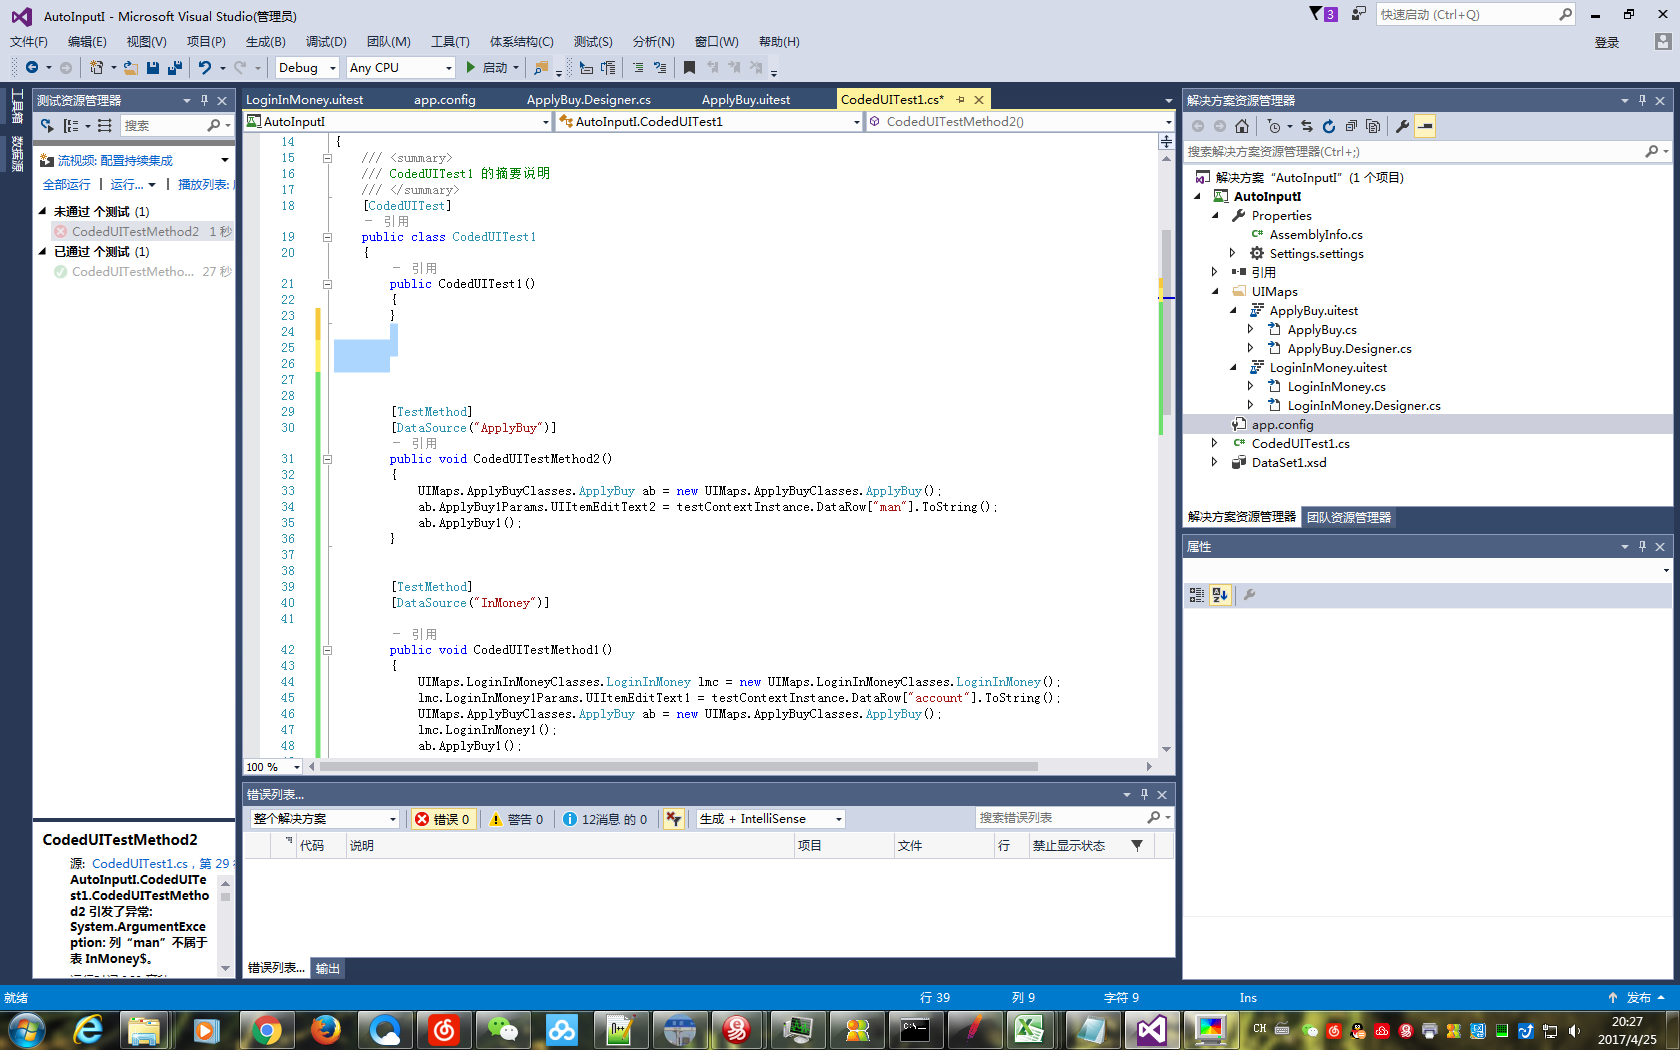 AutoInputI - Microsoft Visual Studio(管理员)
3
快速启动 (Ctrl+Q)
文件(F) 编辑(E) 视图(V) 项目(P) 生成(B) 调试(D) 团队(M) 工具(T) 体系结构(C) 测试(S) 分析(N) 窗口(W) 帮助(H)
登录
Debug
Any CPU
启动
工具箱
数据源
测试资源管理器
搜索
流视频: 配置持续集成
全部运行 | 运行... | 播放列表:
未通过 个测试 (1)
CodedUITestMethod2 1 秒
已通过 个测试 (1)
CodedUITestMetho... 27 秒
CodedUITestMethod2
源: CodedUITest1.cs，第 29
AutoInputI.CodedUITe
st1.CodedUITestMetho
d2 引发了异常:
System.ArgumentExce
ption: 列“man”不属于
表 InMoney$。
LoginInMoney.uitest
app.config
ApplyBuy.Designer.cs
ApplyBuy.uitest
CodedUITest1.cs*
AutoInputI
AutoInputI.CodedUITest1
CodedUITestMethod2()
14 {
15 /// <summary>
16 /// CodedUITest1 的摘要说明
17 /// </summary>
18 [CodedUITest]
一 引用
19 public class CodedUITest1
20 {
一 引用
21 public CodedUITest1()
22 {
23 }
24
25
26
27
28
29 [TestMethod]
30 [DataSource("ApplyBuy")]
一 引用
31 public void CodedUITestMethod2()
32 {
33 UIMaps.ApplyBuyClasses.ApplyBuy ab = new UIMaps.ApplyBuyClasses.ApplyBuy();
34 ab.ApplyBuy1Params.UIItemEditText2 = testContextInstance.DataRow["man"].ToString();
35 ab.ApplyBuy1();
36 }
37
38
39 [TestMethod]
40 [DataSource("InMoney")]
41
一 引用
42 public void CodedUITestMethod1()
43 {
44 UIMaps.LoginInMoneyClasses.LoginInMoney lmc = new UIMaps.LoginInMoneyClasses.LoginInMoney();
45 lmc.LoginInMoney1Params.UIItemEditText1 = testContextInstance.DataRow["account"].ToString();
46 UIMaps.ApplyBuyClasses.ApplyBuy ab = new UIMaps.ApplyBuyClasses.ApplyBuy();
47 lmc.LoginInMoney1();
48 ab.ApplyBuy1();
100 %
错误列表...
整个解决方案
错误 0
警告 0
12消息 的 0
生成 + IntelliSense
搜索错误列表
代码 说明 项目 文件 行 禁止显示状态
错误列表... 输出
解决方案资源管理器
搜索解决方案资源管理器(Ctrl+;)
解决方案“AutoInputI”(1 个项目)
AutoInputI
Properties
AssemblyInfo.cs
Settings.settings
引用
UIMaps
ApplyBuy.uitest
ApplyBuy.cs
ApplyBuy.Designer.cs
LoginInMoney.uitest
LoginInMoney.cs
LoginInMoney.Designer.cs
app.config
CodedUITest1.cs
DataSet1.xsd
解决方案资源管理器 团队资源管理器
属性
就绪
行 39 列 9 字符 9 Ins
发布
CH
20:27
2017/4/25